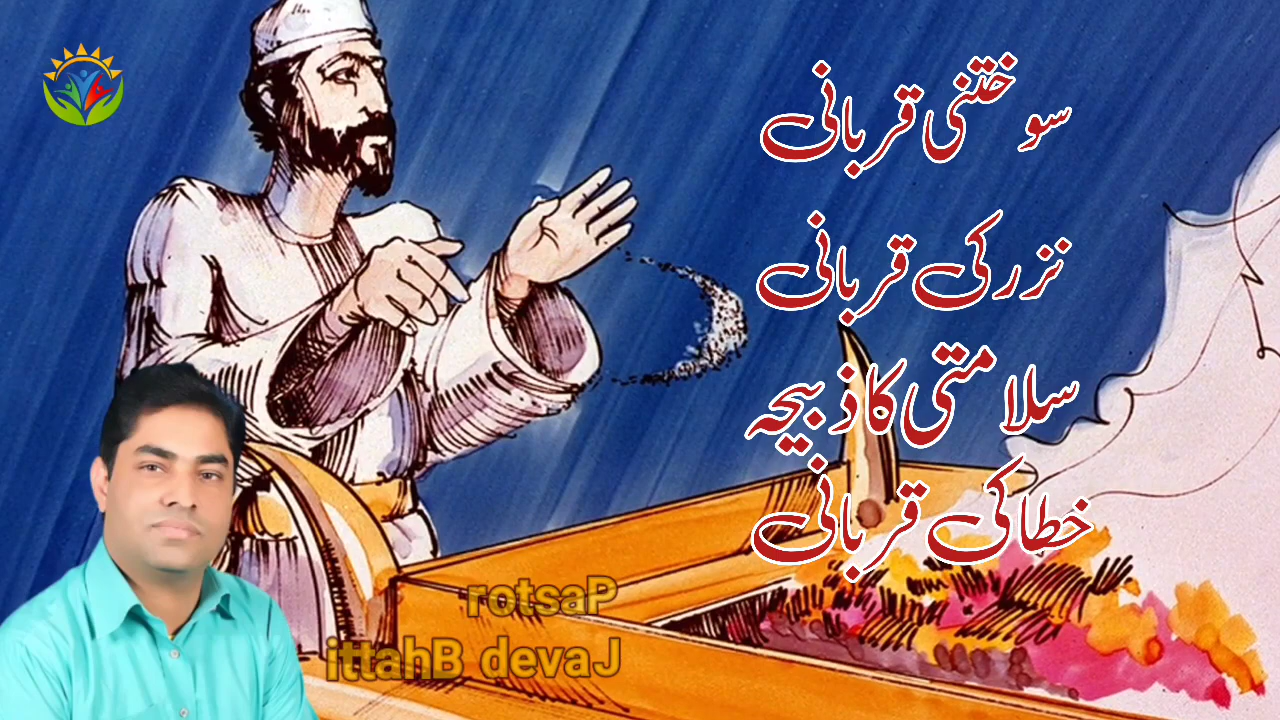 سوختنی قربانی
نزر کی قربانی
سلامتی کا ذبیحہ
خطا کی قربانی
rotsaP
ittahB devaJ